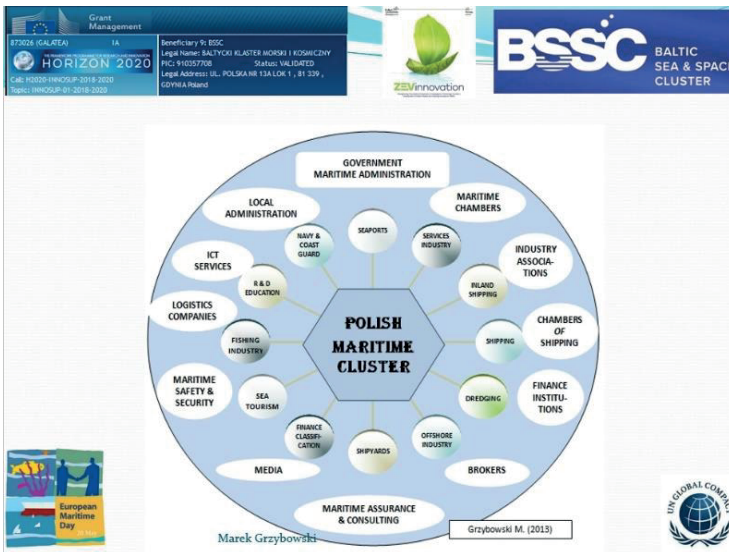 Grant
Management
873026 (GALATEA) IA
HORIZON 2020
Call: H2020-INNOSUP-2018-2020
Topic: INNOSUP-01-2018-2020
Beneficiary 9: BSSC
Legal Name: BALTYCKI KLASTER MORSKI I KOSMICZNY
PIC: 910357708 Status: VALIDATED
Legal Address: UL. POLSKA NR 13A LOK 1 , 81 339 ,
GDYNIA Poland
ZEVinnovation
BSSC
BALTIC
SEA & SPACE
CLUSTER
GOVERNMENT
MARITIME ADMINISTRATION
LOCAL
ADMINISTRATION
MARITIME
CHAMBERS
NAVY &
COAST
GUARD
SEAPORTS
SERVICES
INDUSTRY
ICT
SERVICES
INDUSTRY
ASSOCIA-
TIONS
R & D
EDUCATION
INLAND
SHIPPING
LOGISTICS
COMPANIES
FISHING
INDUSTRY
POLISH
MARITIME
CLUSTER
SHIPPING
CHAMBERS
OF
SHIPPING
MARITIME
SAFETY &
SECURITY
SEA
TOURISM
DREDGING
FINANCE
INSTITU-
TIONS
FINANCE
CLASSIFI-
CATION
SHIPYARDS
OFFSHORE
INDUSTRY
MEDIA
BROKERS
MARITIME ASSURANCE
& CONSULTING
European
Maritime
Day
Marek Grzybowski
Grzybowski M. (2013)
UN GLOBAL COMPACT